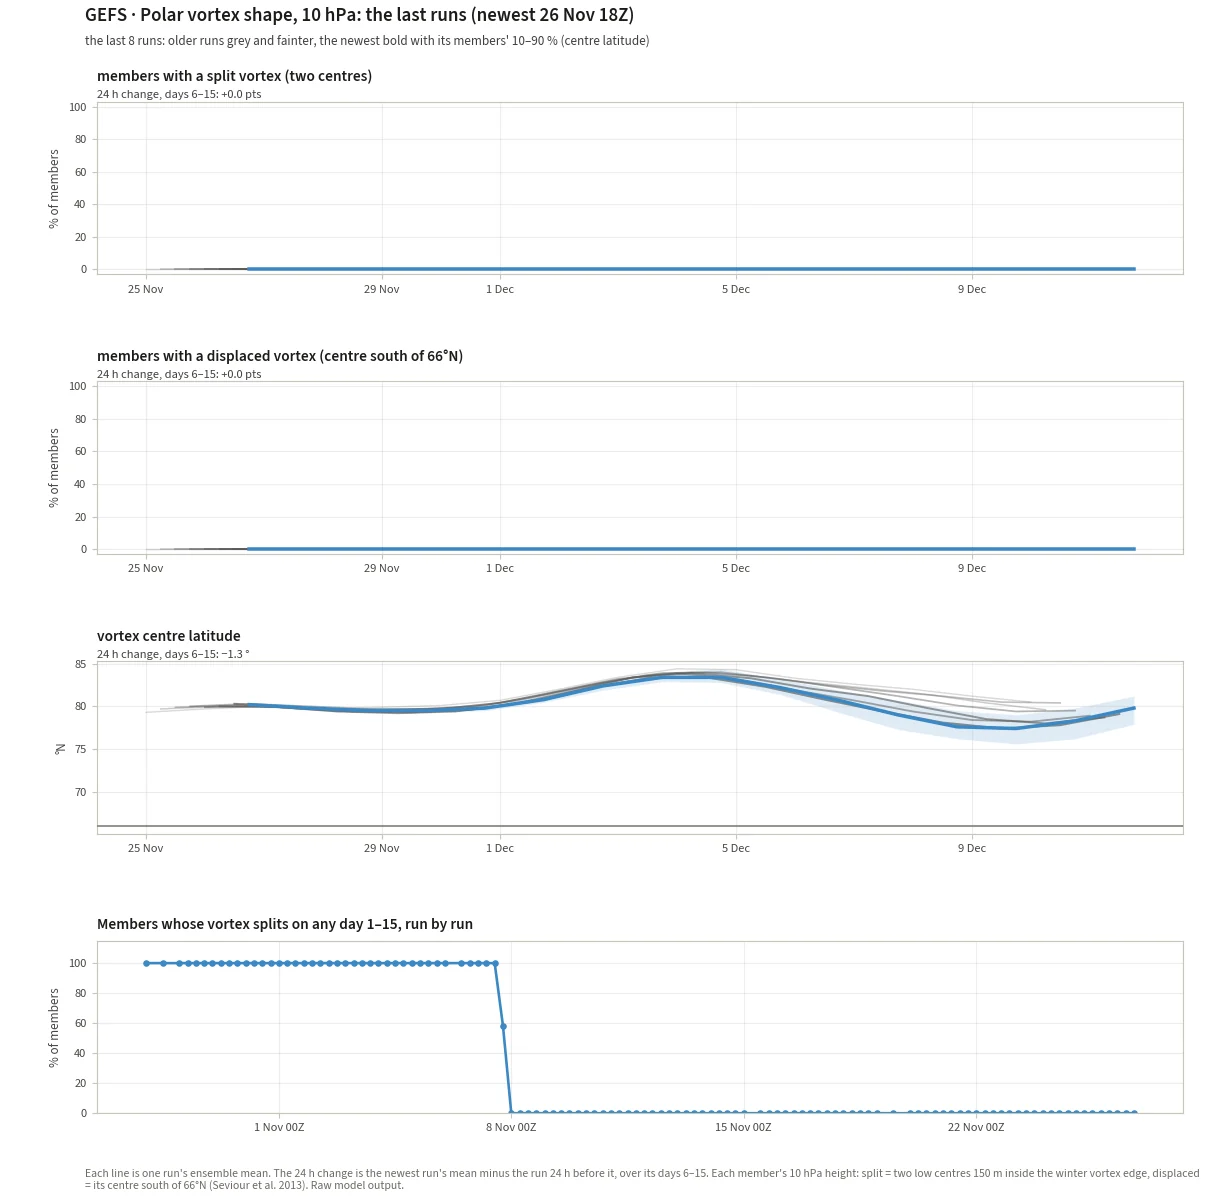 GEFS · Polar vortex shape, 10 hPa: the last runs (newest 26 Nov 18Z)
the last 8 runs: older runs grey and fainter, the newest bold with its members' 10–90 % (centre latitude)
members with a split vortex (two centres)
24 h change, days 6–15: +0.0 pts
100
80
60
40
20
0
% of members
25 Nov
29 Nov
1 Dec
5 Dec
9 Dec
members with a displaced vortex (centre south of 66°N)
24 h change, days 6–15: +0.0 pts
100
80
60
40
20
0
% of members
25 Nov
29 Nov
1 Dec
5 Dec
9 Dec
vortex centre latitude
24 h change, days 6–15: −1.3 °
85
80
75
70
°N
25 Nov
29 Nov
1 Dec
5 Dec
9 Dec
Members whose vortex splits on any day 1–15, run by run
100
80
60
40
20
0
% of members
1 Nov 00Z
8 Nov 00Z
15 Nov 00Z
22 Nov 00Z
Each line is one run's ensemble mean. The 24 h change is the newest run's mean minus the run 24 h before it, over its days 6–15. Each member's 10 hPa height: split = two low centres 150 m inside the winter vortex edge, displaced
= its centre south of 66°N (Seviour et al. 2013). Raw model output.